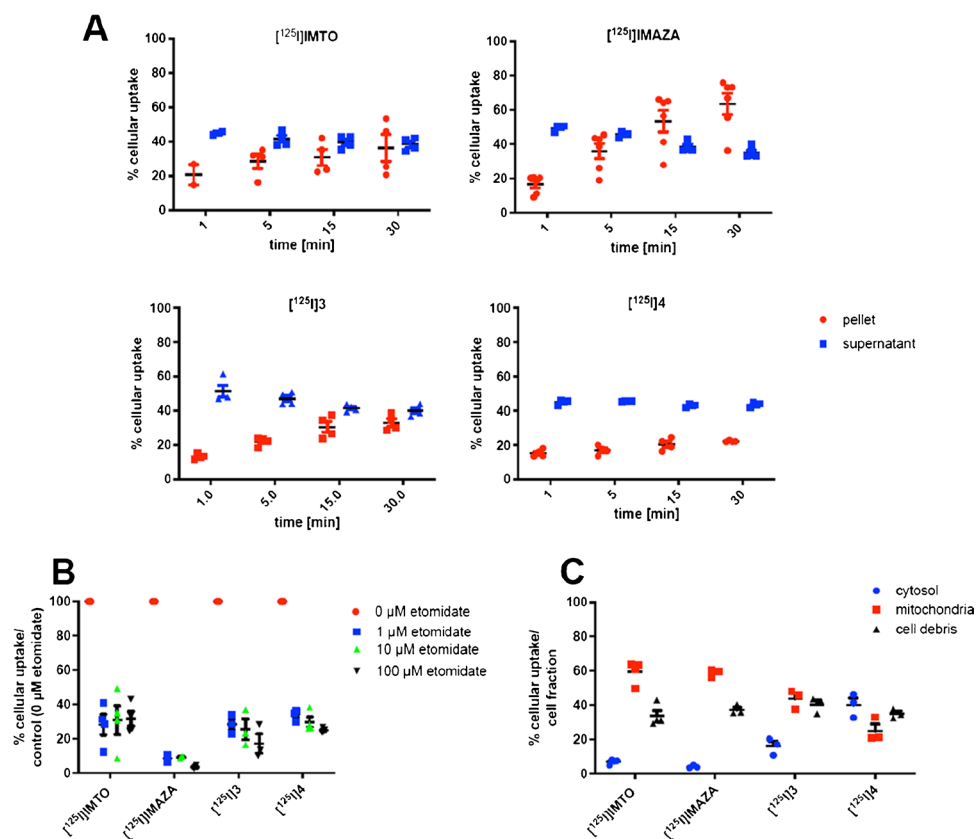 A
[¹²⁵I]IMTO
% cellular uptake
100
80
60
40
20
0
1
5
15
30
time [min]
[¹²⁵I]IMAZA
% cellular uptake
100
80
60
40
20
0
1
5
15
30
time [min]
[¹²⁵I]3
% cellular uptake
100
80
60
40
20
0
1.0
5.0
15.0
30.0
time [min]
[¹²⁵I]4
% cellular uptake
100
80
60
40
20
0
1
5
15
30
time [min]
pellet
supernatant
B
% cellular uptake/
control (0 µM etomidate)
100
80
60
40
20
0
[¹²⁵I]IMTO
[¹²⁵I]IMAZA
[¹²⁵I]3
[¹²⁵I]4
0 µM etomidate
1 µM etomidate
10 µM etomidate
100 µM etomidate
C
% cellular uptake/
cell fraction
100
80
60
40
20
0
[¹²⁵I]IMTO
[¹²⁵I]IMAZA
[¹²⁵I]3
[¹²⁵I]4
cytosol
mitochondria
cell debris